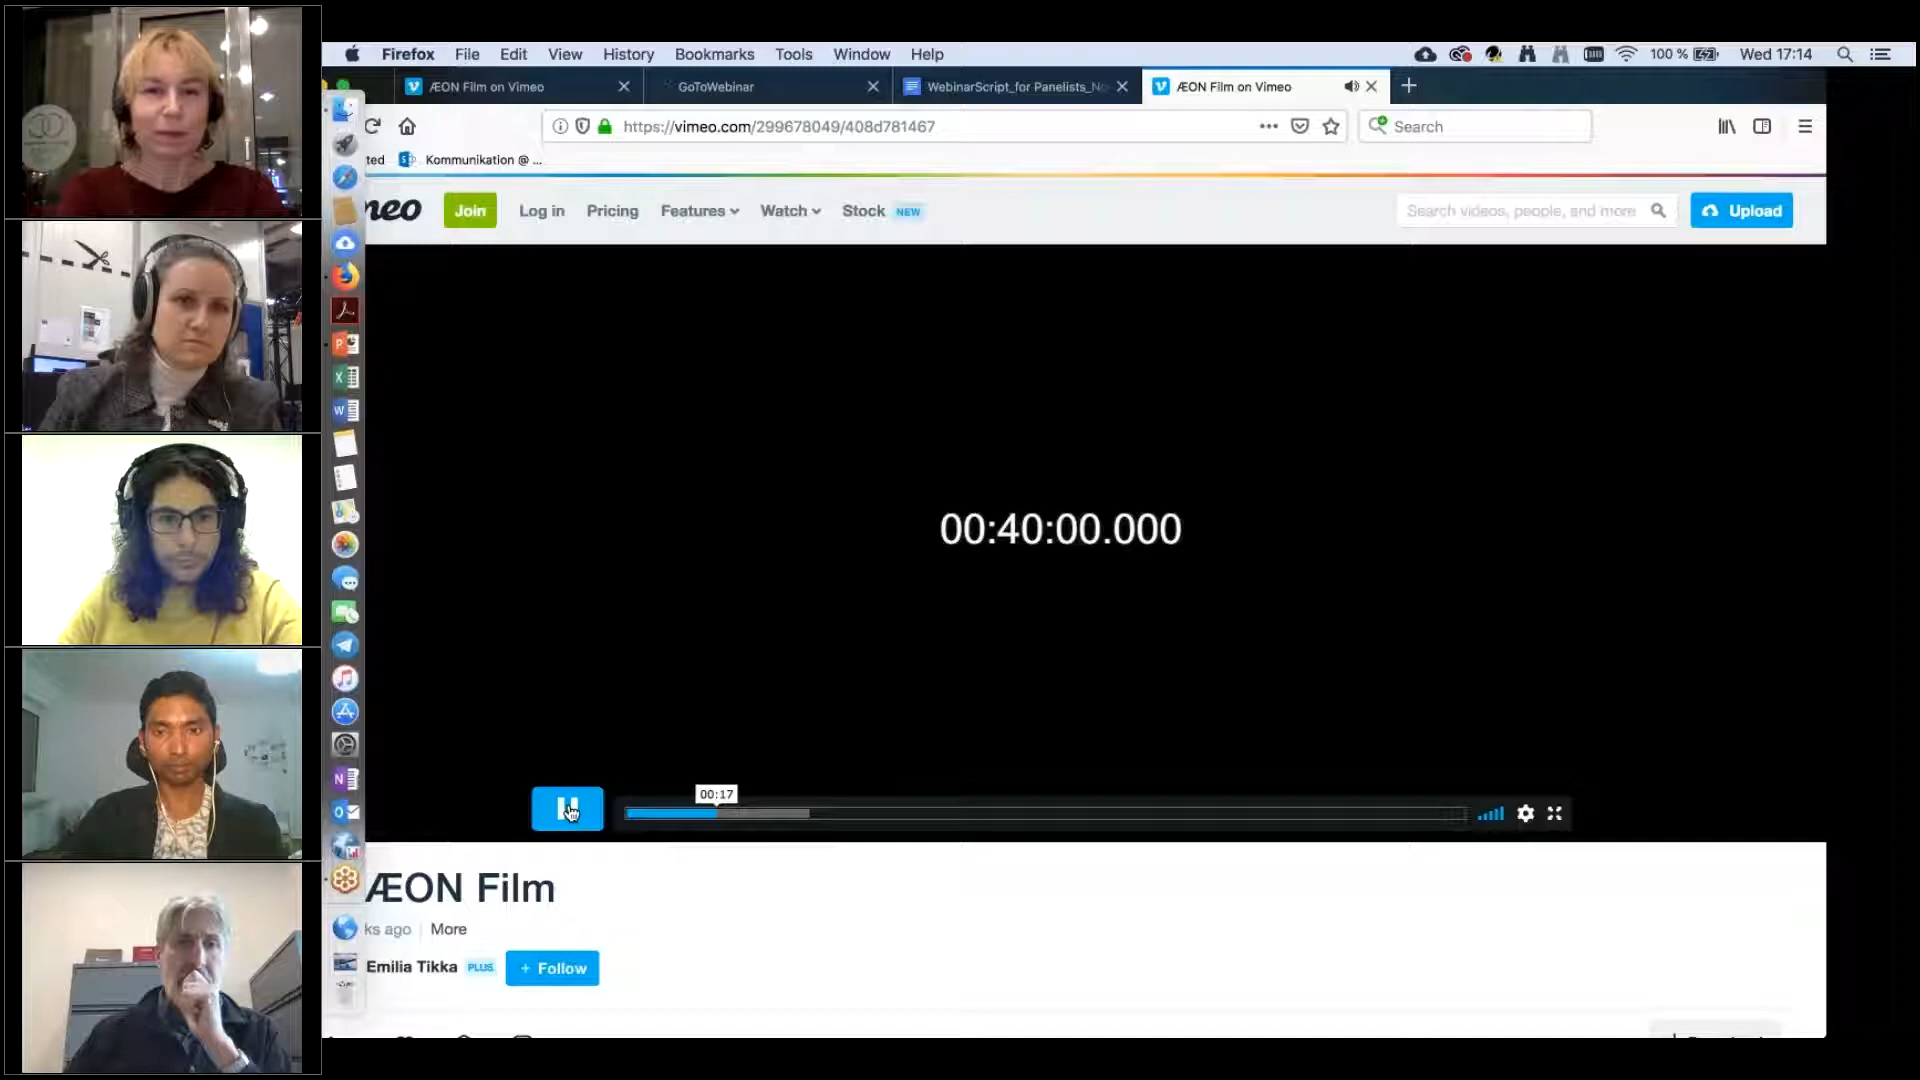 Firefox File Edit View History Bookmarks Tools Window Help 100 % Wed 17:14
ÆON Film on Vimeo GoToWebinar WebinarScript_for Panelists_No ÆON Film on Vimeo
https://vimeo.com/299678049/408d781467 Search
ted Kommunikation @ ...
meo Join Log in Pricing Features Watch Stock NEW Search videos, people, and more Upload
00:40:00.000
00:17
ÆON Film
ks ago More
Emilia Tikka PLUS + Follow